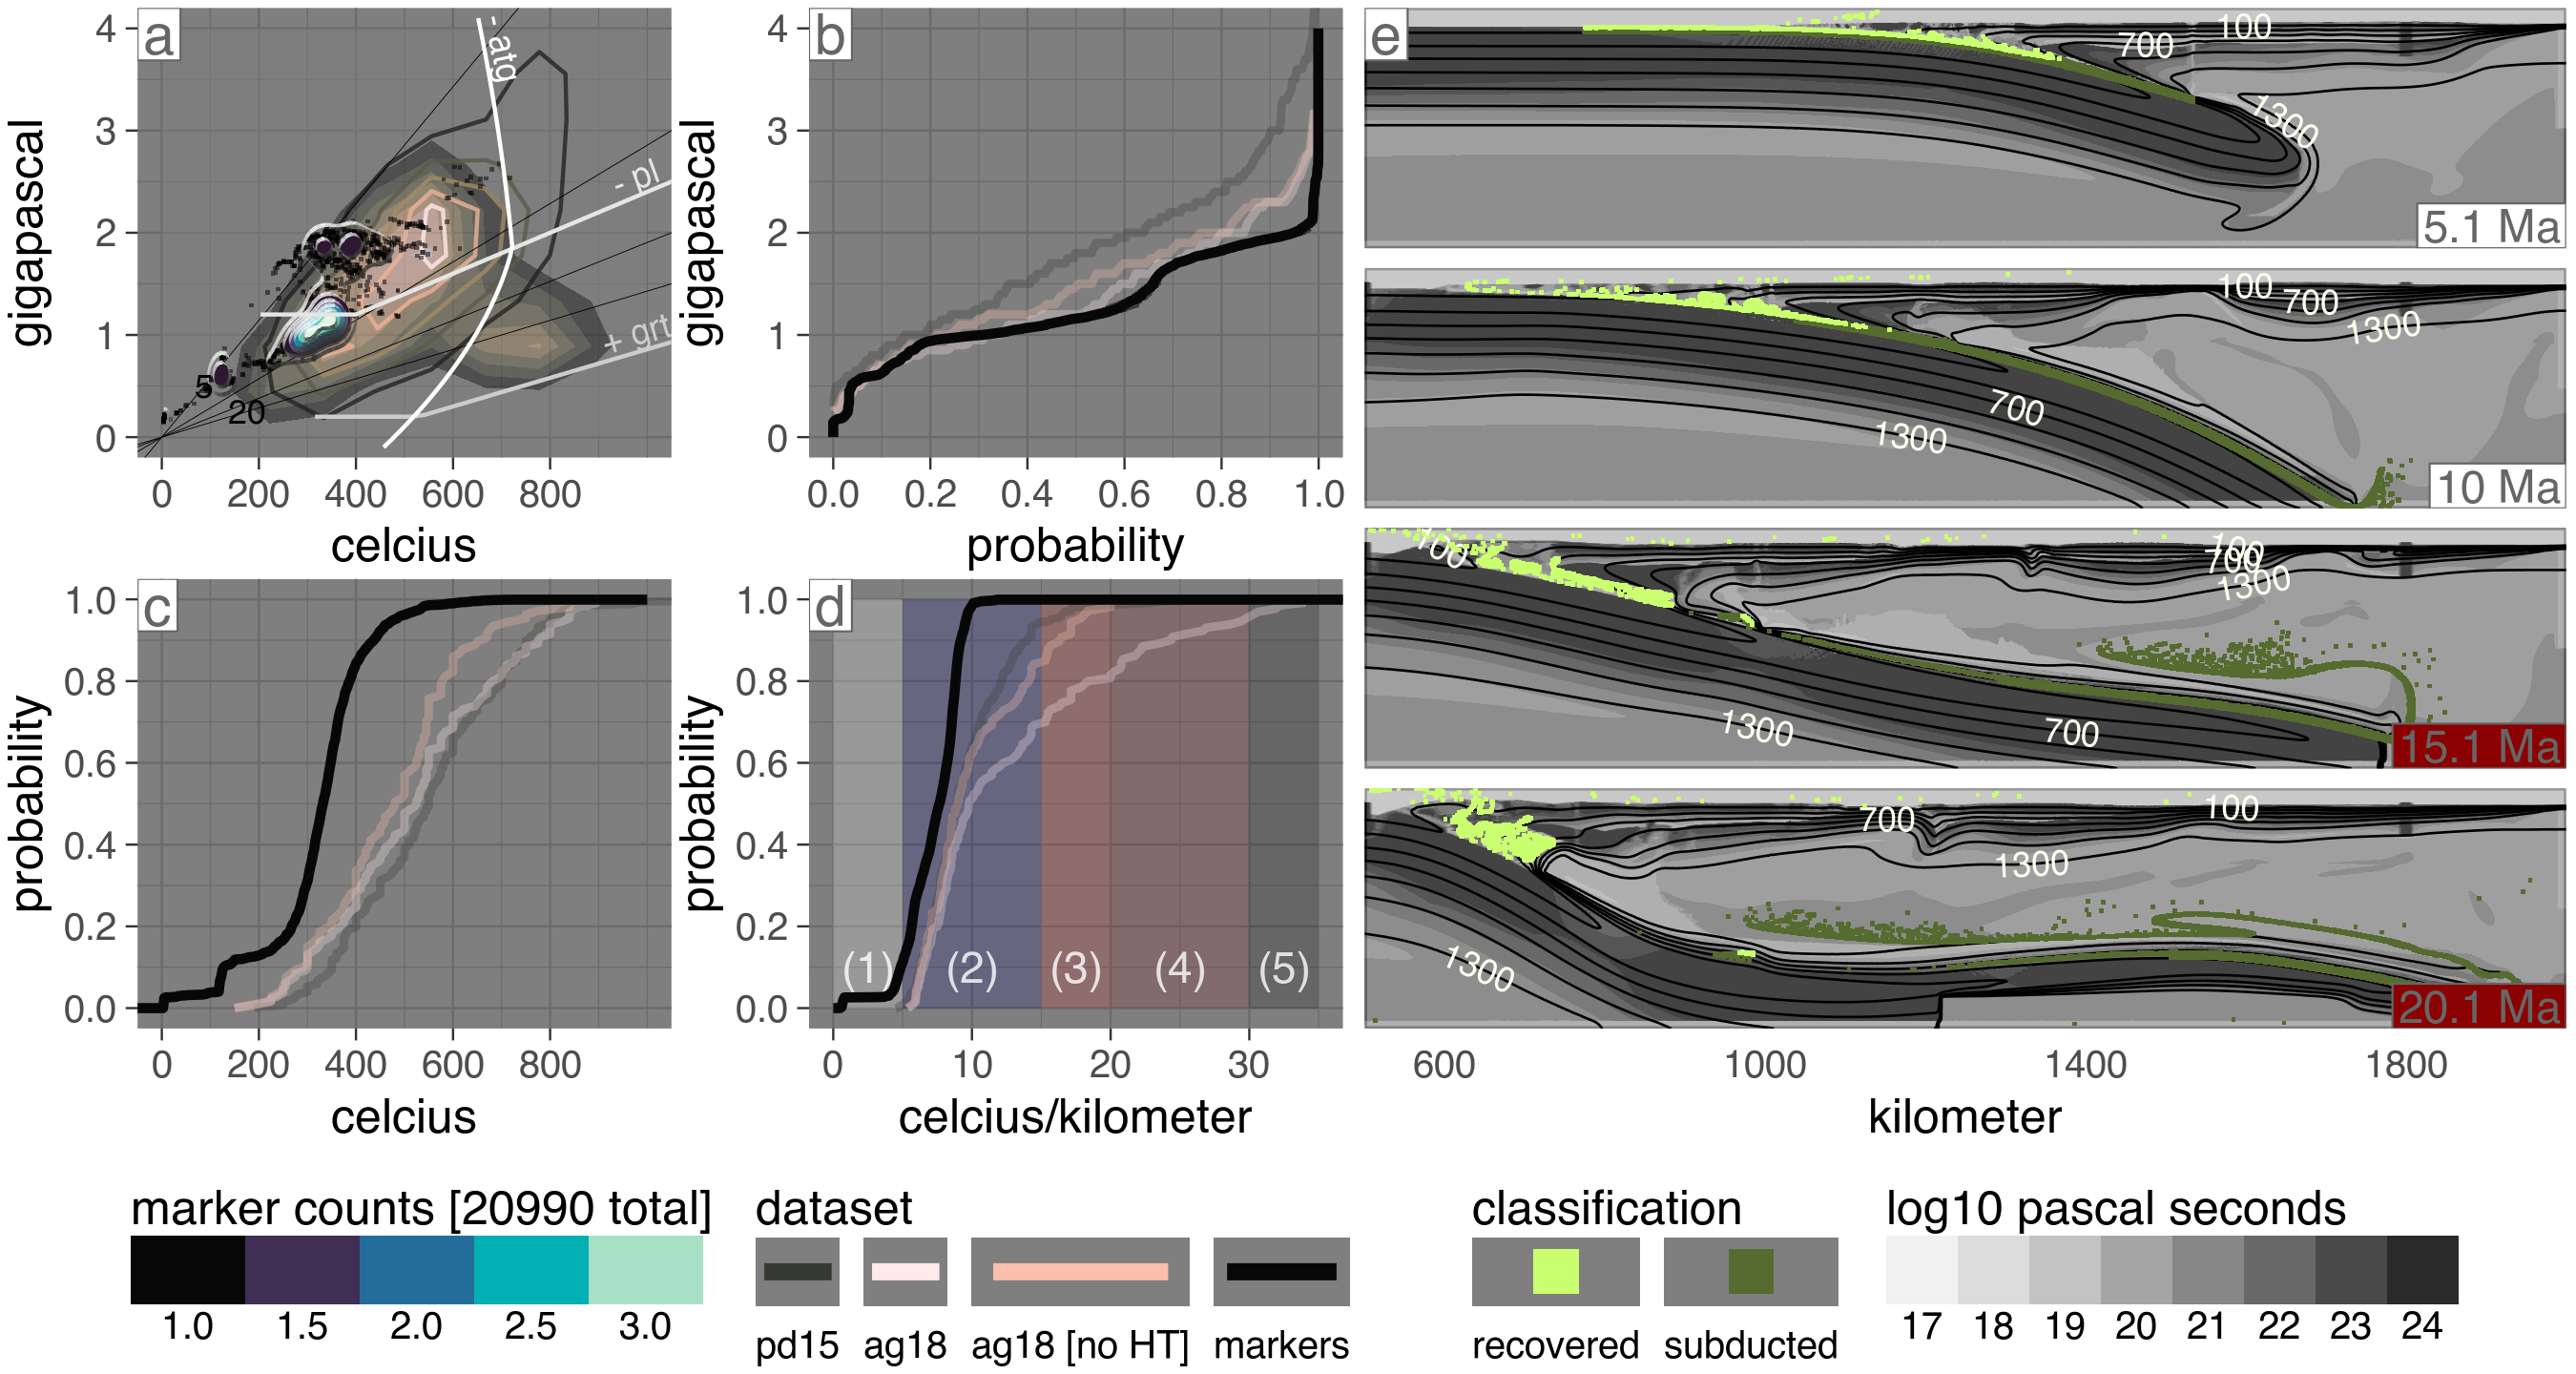 a
4
3
2
1
0
gigapascal
- atg
- pl
+ grt
5
20
0 200 400 600 800
celcius
b
4
3
2
1
0
gigapascal
0.0 0.2 0.4 0.6 0.8 1.0
probability
c
1.0
0.8
0.6
0.4
0.2
0.0
probability
0 200 400 600 800
celcius
d
1.0
0.8
0.6
0.4
0.2
0.0
probability
(1) (2) (3) (4) (5)
0 10 20 30
celcius/kilometer
e
100
700
1300
5.1 Ma
100
700
1300
700
1300
10 Ma
100
100
700
1300
1300
700
15.1 Ma
700
100
1300
1300
20.1 Ma
600 1000 1400 1800
kilometer
marker counts [20990 total]
1.0 1.5 2.0 2.5 3.0
dataset
pd15 ag18 ag18 [no HT] markers
classification
recovered subducted
log10 pascal seconds
17 18 19 20 21 22 23 24